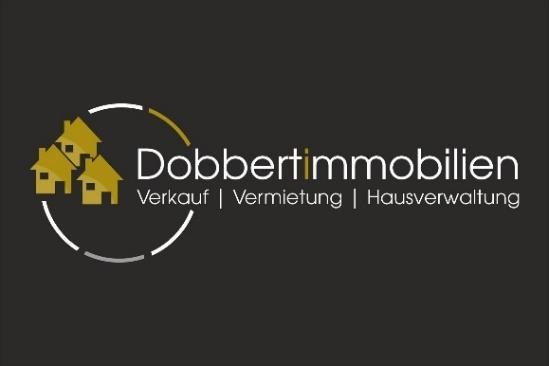 Dobbertimmobilien
Verkauf | Vermietung | Hausverwaltung